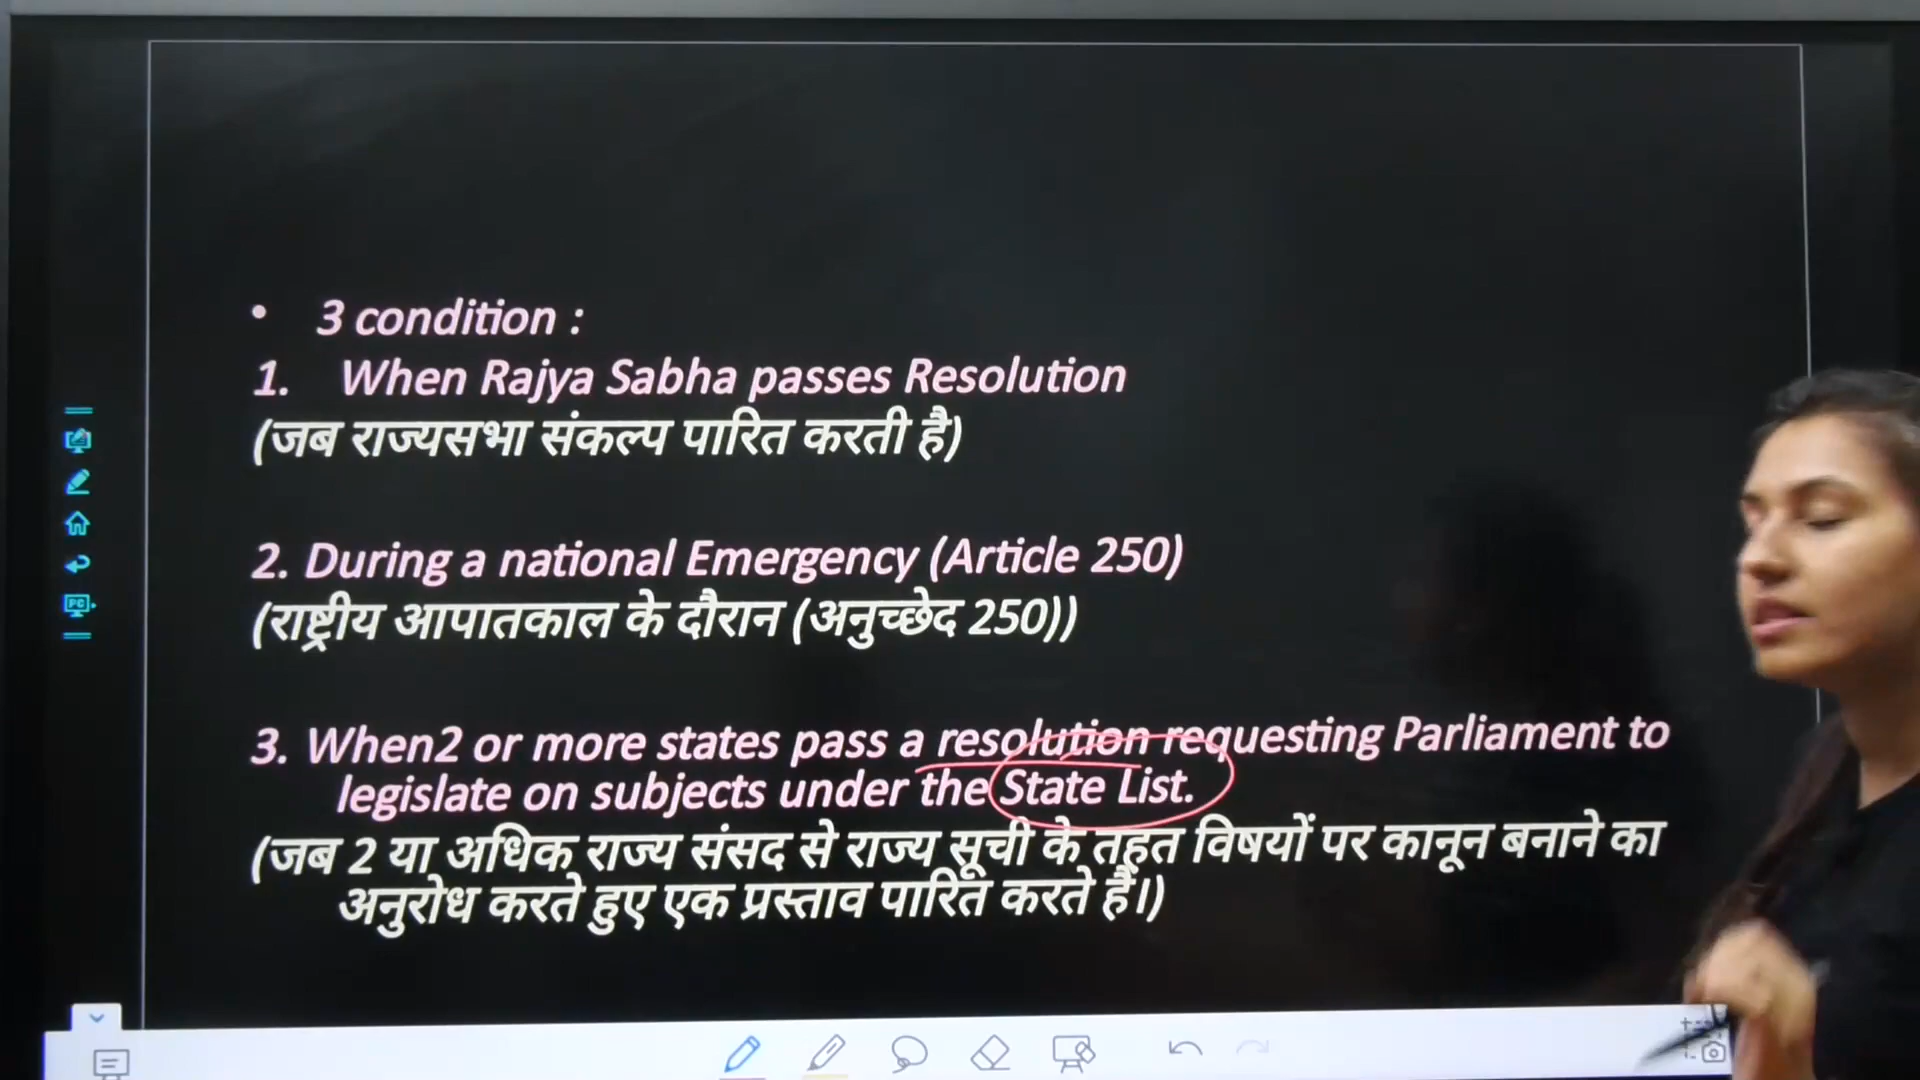 • 3 condition :
1. When Rajya Sabha passes Resolution
(जब राज्यसभा संकल्प पारित करती है)
2. During a national Emergency (Article 250)
(राष्ट्रीय आपातकाल के दौरान (अनुच्छेद 250))
3. When2 or more states pass a resolution requesting Parliament to
legislate on subjects under the State List.
(जब 2 या अधिक राज्य संसद से राज्य सूची के तहत विषयों पर कानून बनाने का
अनुरोध करते हुए एक प्रस्ताव पारित करते हैं।)
PC